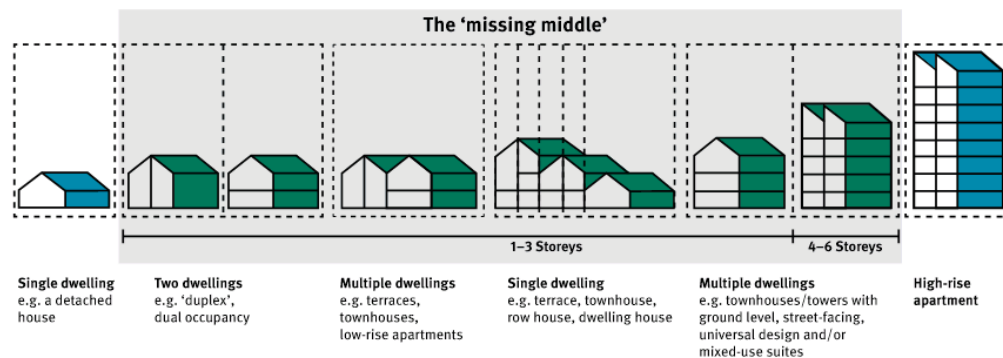 The ‘missing middle’
1–3 Storeys
4–6 Storeys
Single dwelling
e.g. a detached
house
Two dwellings
e.g. ‘duplex’,
dual occupancy
Multiple dwellings
e.g. terraces,
townhouses,
low-rise apartments
Single dwelling
e.g. terrace, townhouse,
row house, dwelling house
Multiple dwellings
e.g. townhouses/towers with
ground level, street-facing,
universal design and/or
mixed-use suites
High-rise
apartment